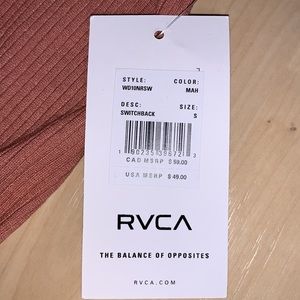 STYLE: COLOR:
WD10NRSW MAH
DESC: SIZE:
SWITCHBACK S
CAD MSRP $ 59.00
USA MSRP $ 49.00
RVCA
THE BALANCE OF OPPOSITES
RVCA.COM